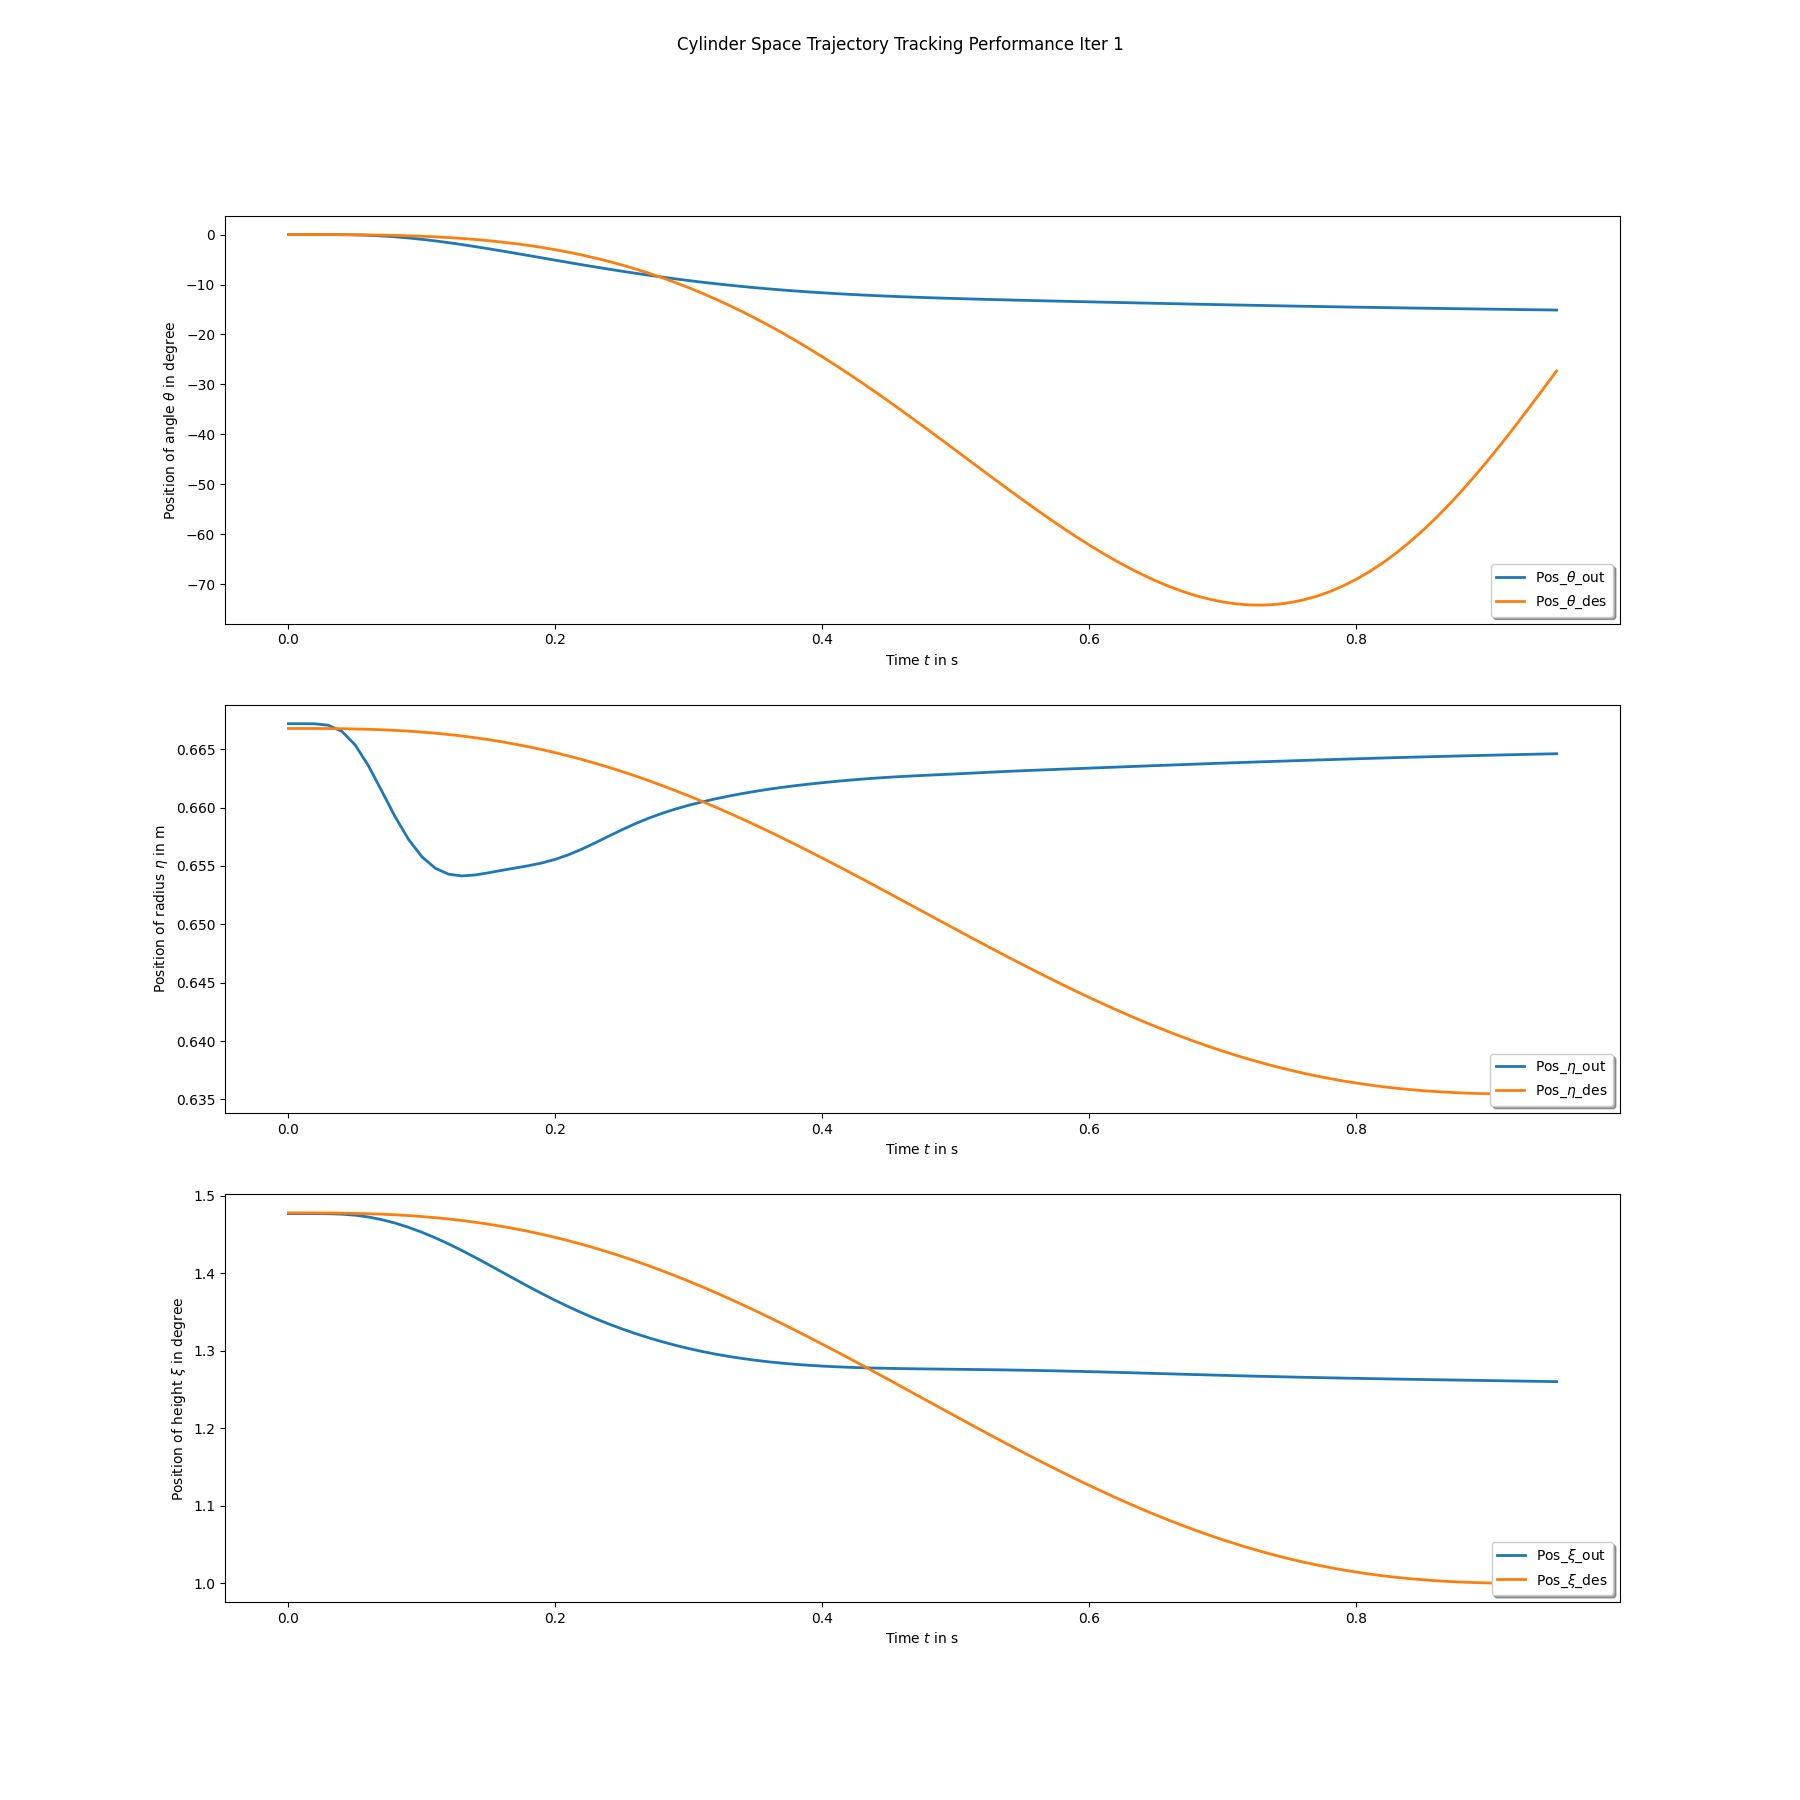 Cylinder Space Trajectory Tracking Performance Iter 1
0
−10
−20
−30
−40
−50
−60
−70
Position of angle θ in degree
Pos_θ_out
Pos_θ_des
0.0 0.2 0.4 0.6 0.8
Time t in s
0.665
0.660
0.655
0.650
0.645
0.640
0.635
Position of radius η in m
Pos_η_out
Pos_η_des
0.0 0.2 0.4 0.6 0.8
Time t in s
1.5
1.4
1.3
1.2
1.1
1.0
Position of height ξ in degree
Pos_ξ_out
Pos_ξ_des
0.0 0.2 0.4 0.6 0.8
Time t in s